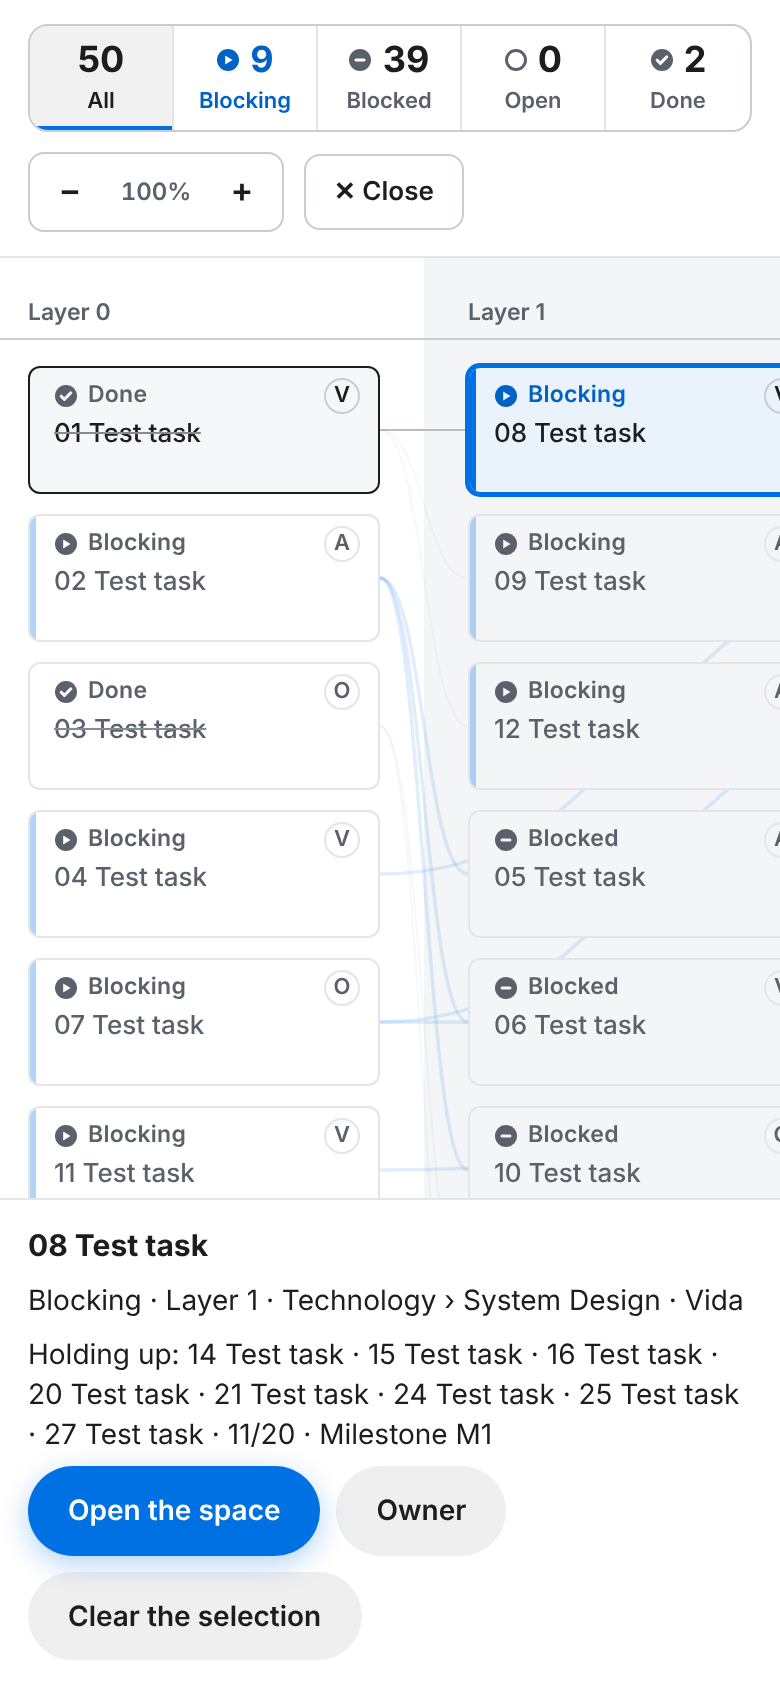 50
All
9
Blocking
39
Blocked
0
Open
2
Done
− 100% +
✕ Close
Layer 0
Layer 1
Done V
01 Test task
Blocking
08 Test task
Blocking A
02 Test task
Blocking
09 Test task
Done O
03 Test task
Blocking
12 Test task
Blocking V
04 Test task
Blocked
05 Test task
Blocking O
07 Test task
Blocked
06 Test task
Blocking V
11 Test task
Blocked
10 Test task
08 Test task
Blocking · Layer 1 · Technology › System Design · Vida
Holding up: 14 Test task · 15 Test task · 16 Test task ·
20 Test task · 21 Test task · 24 Test task · 25 Test task
· 27 Test task · 11/20 · Milestone M1
Open the space
Owner
Clear the selection